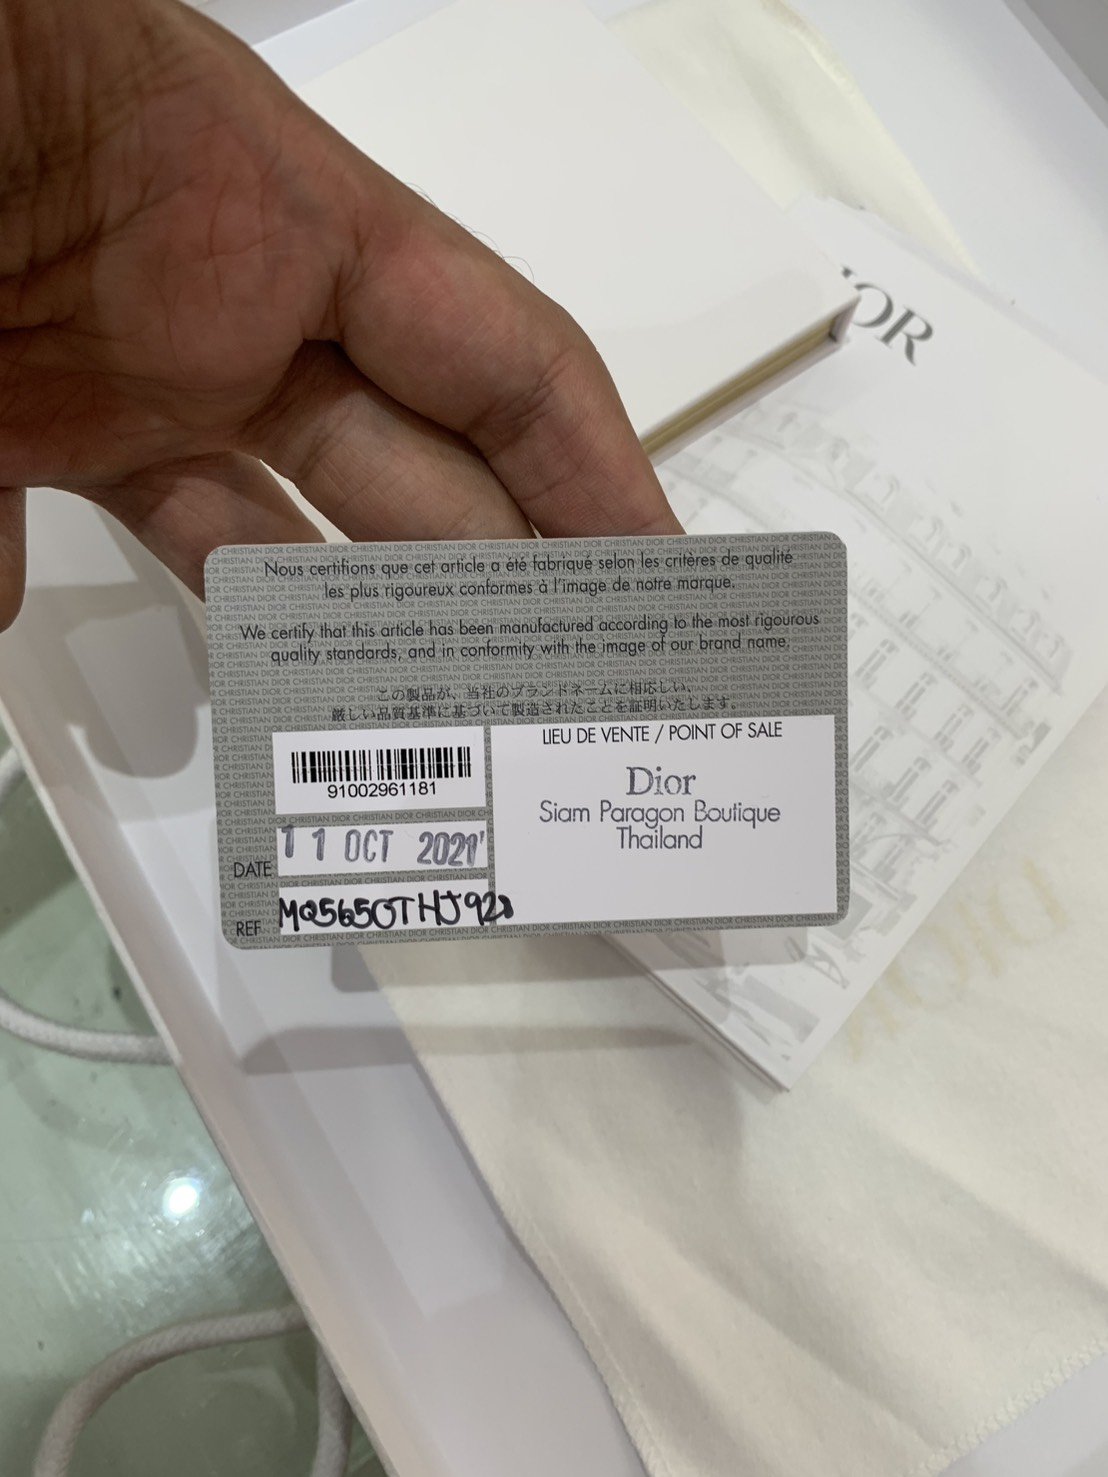 Nous certifions que cet article a été fabriqué selon les critères de qualité
les plus rigoureux conformes à l'image de notre marque.
We certify that this article has been manufactured according to the most rigourous
quality standards, and in conformity with the image of our brand name.
この製品が、当社のブランドネームに相応しい、
厳しい品質基準に基づいて製造されたことを証明いたします。
LIEU DE VENTE / POINT OF SALE
91002961181
Dior
Siam Paragon Boutique
Thailand
DATE 11 OCT 2021
REF